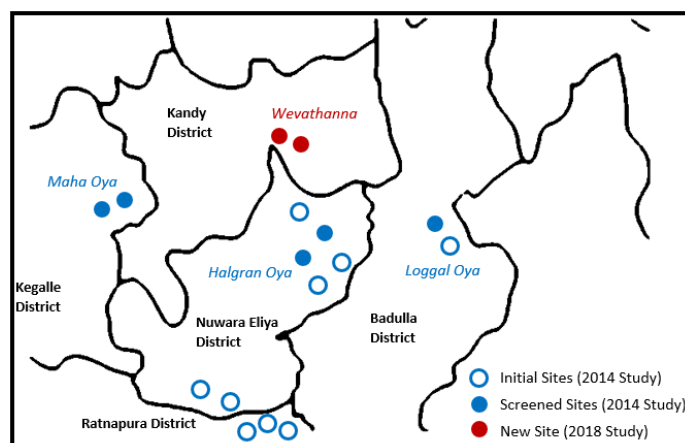 Kandy
District
Wevathanna
Maha Oya
Halgran Oya
Loggal Oya
Kegalle
District
Nuwara Eliya
District
Badulla
District
Ratnapura District
Initial Sites (2014 Study)
Screened Sites (2014 Study)
New Site (2018 Study)